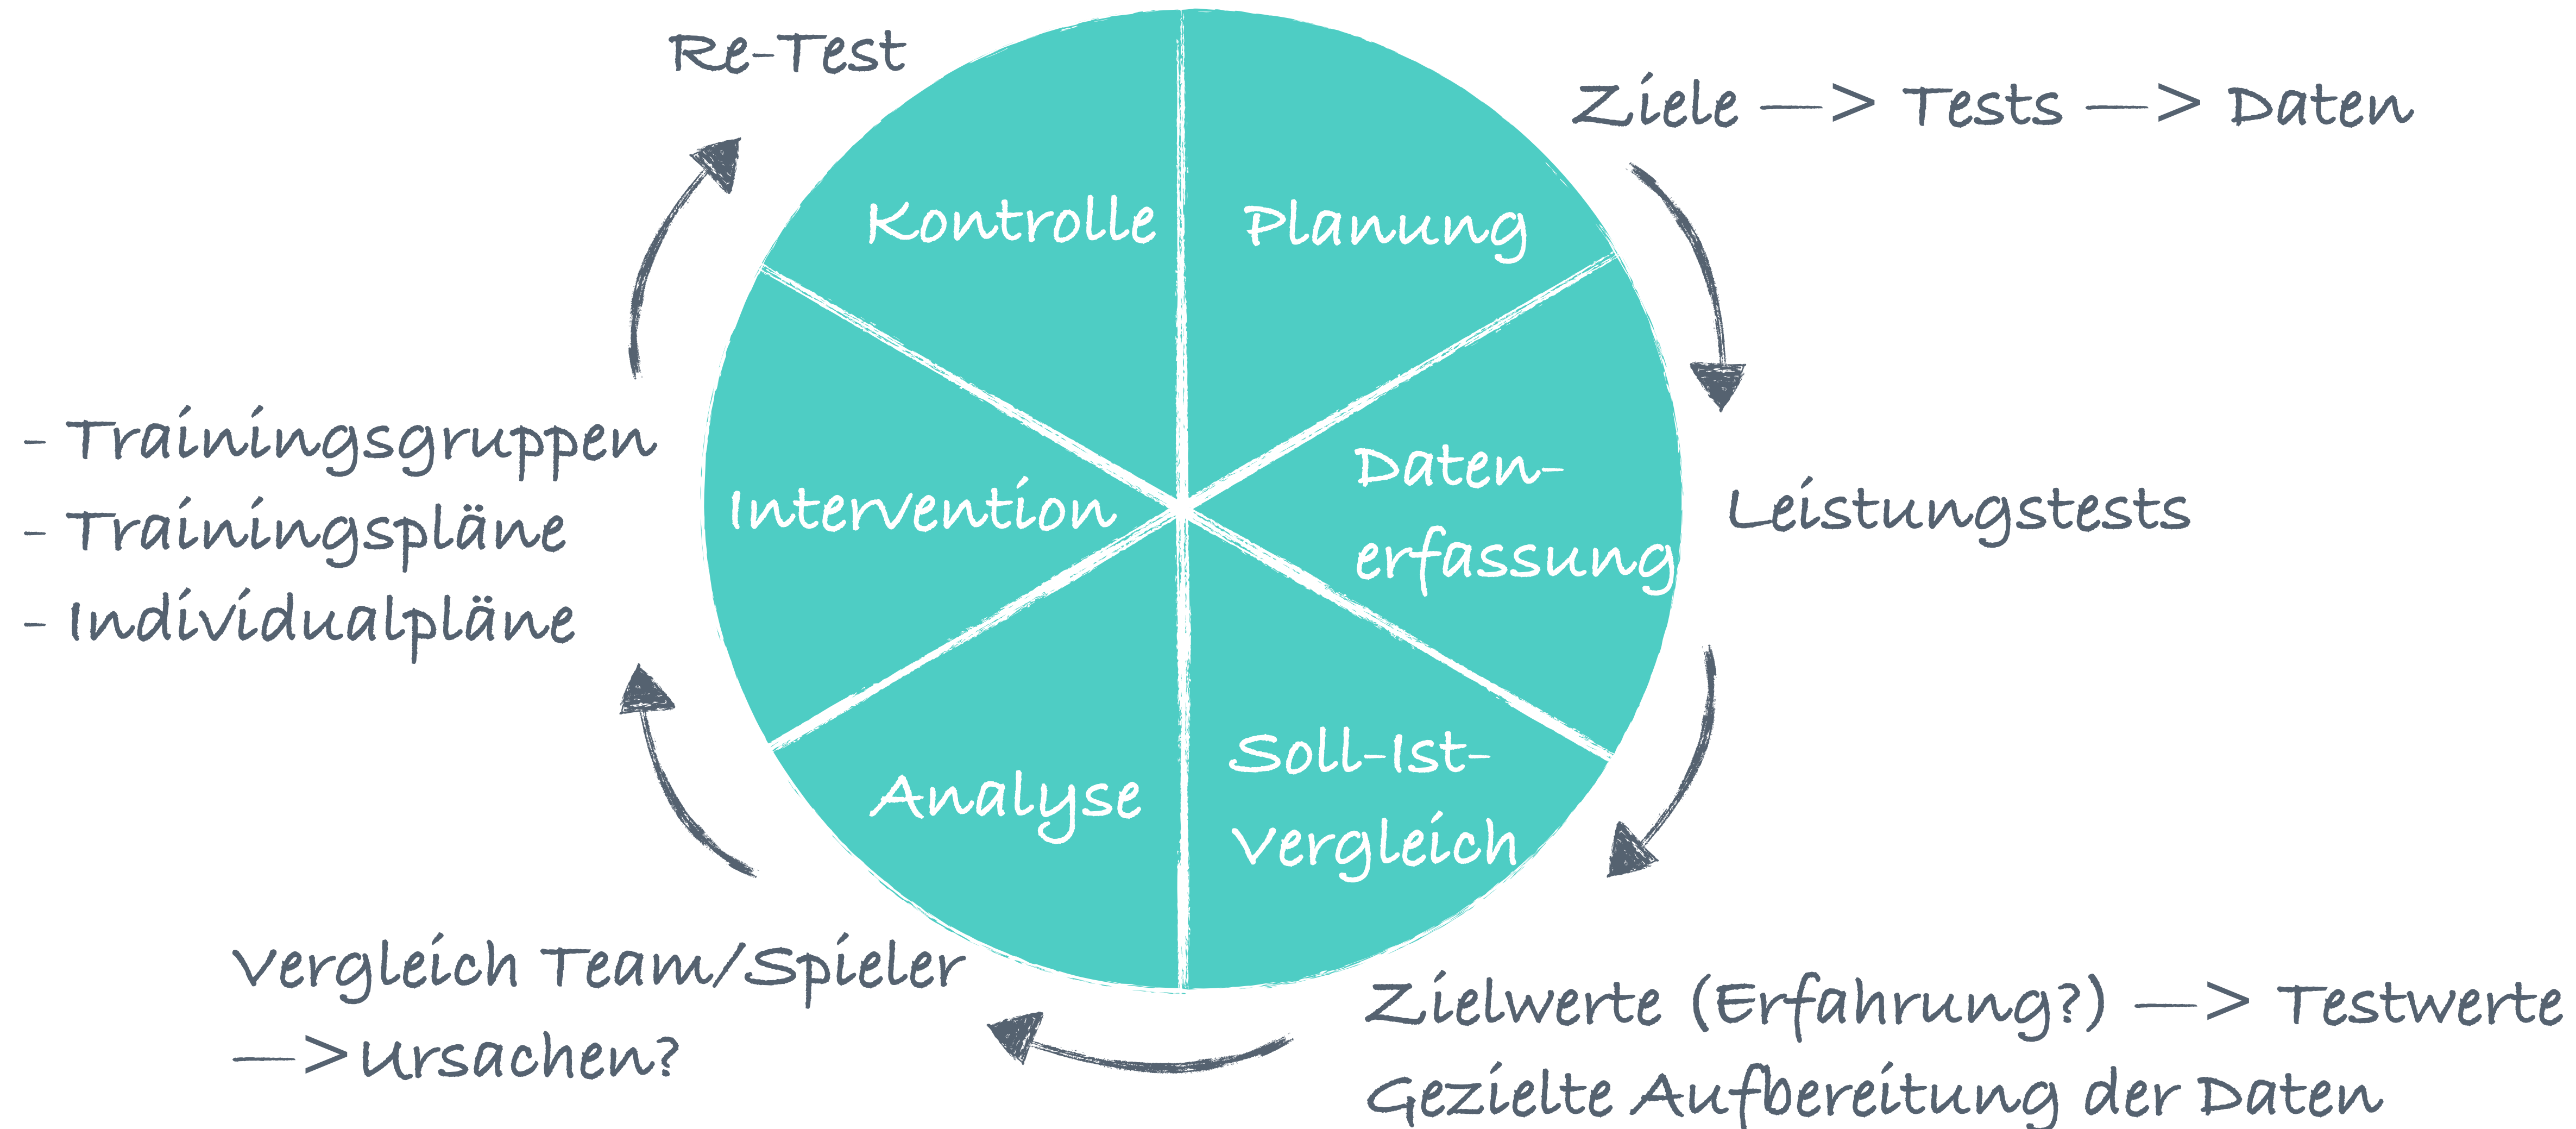 Re-Test
Ziele —> Tests —> Daten
Kontrolle
Planung
- Trainingsgruppen
- Trainingspläne
- Individualpläne
Intervention
Daten-
erfassung
Leistungstests
Analyse
Soll-Ist-
Vergleich
Vergleich Team/Spieler
—>Ursachen?
Zielwerte (Erfahrung?) —> Testwerte
Gezielte Aufbereitung der Daten